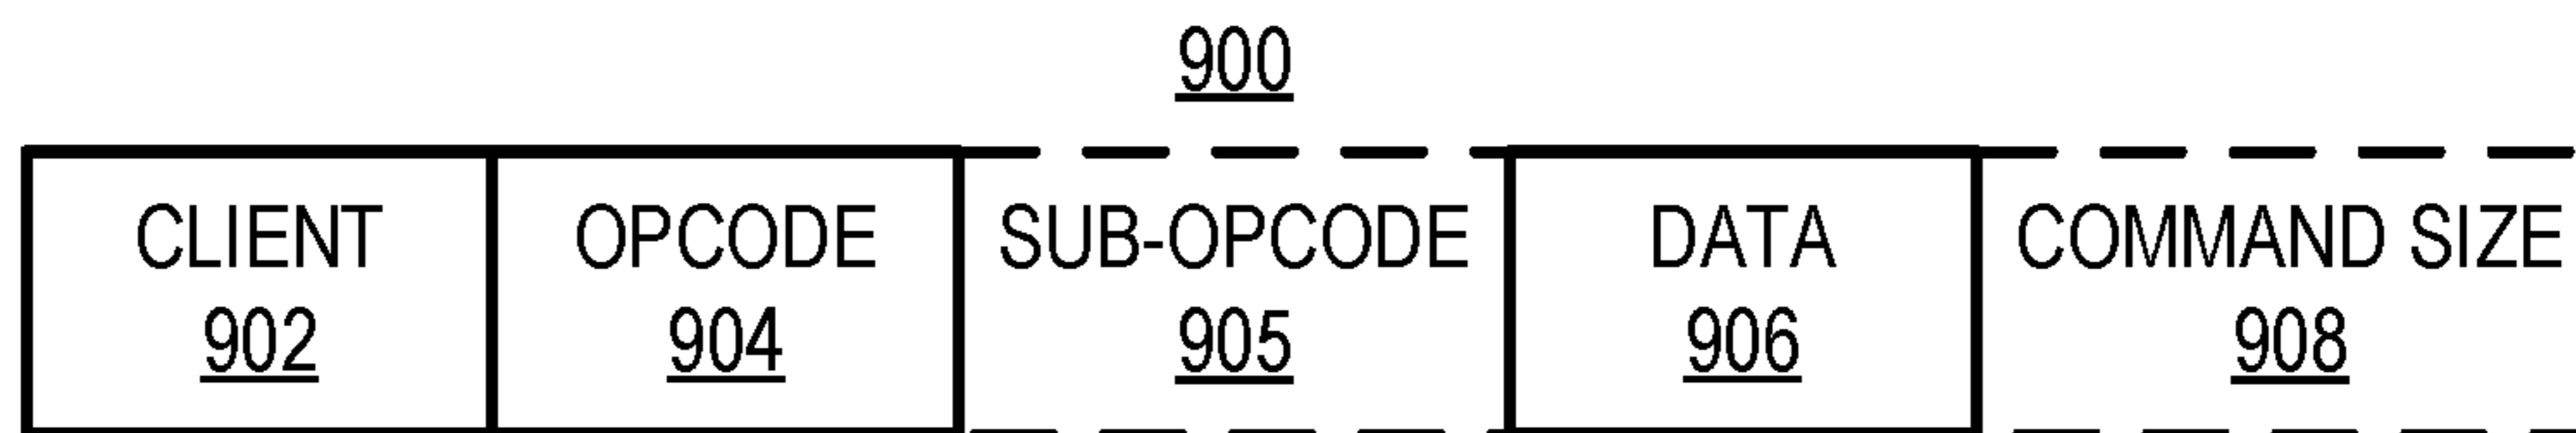 900
CLIENT OPCODE SUB-OPCODE DATA COMMAND SIZE
902 904 905 906 908